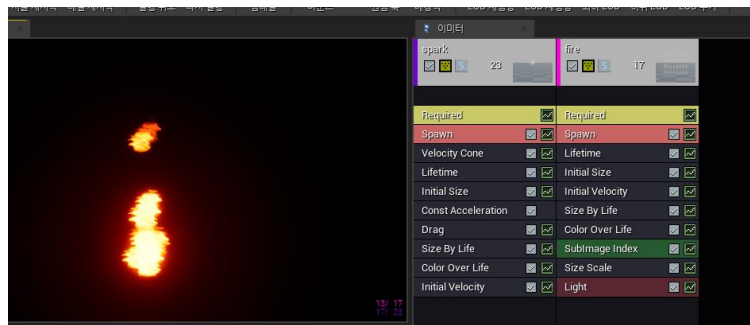 이미터
spark
23
fire
17
Required
Spawn
Velocity Cone
Lifetime
Initial Size
Const Acceleration
Drag
Size By Life
Color Over Life
Initial Velocity
Required
Spawn
Lifetime
Initial Size
Initial Velocity
Size By Life
Color Over Life
SubImage Index
Size Scale
Light
13/ 17
17/ 23